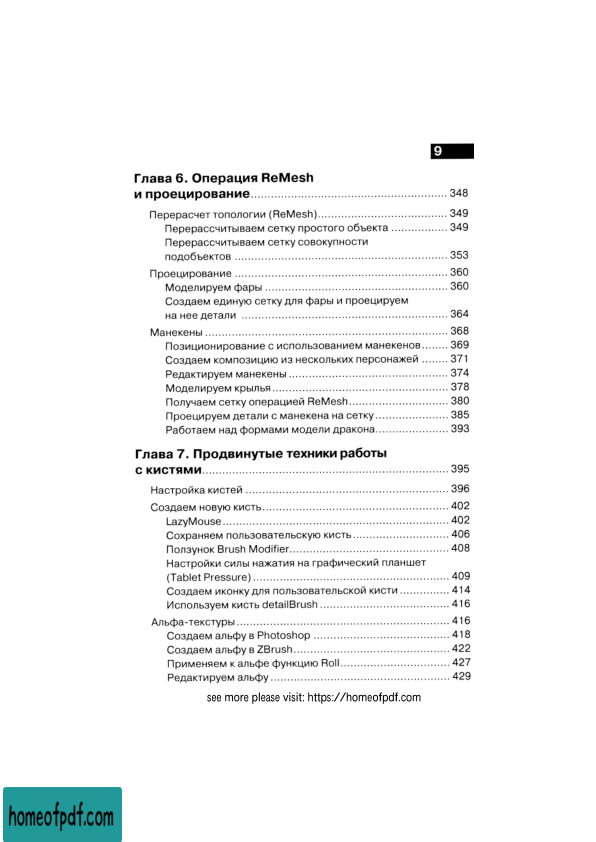 9
Глава 6. Операция ReMesh
и проецирование.......................................................... 348
Перерасчет топологии (ReMesh)...................................... 349
Перерассчитываем сетку простого объекта ................. 349
Перерассчитываем сетку совокупности
подобъектов ............................................................... 353
Проецирование ............................................................... 360
Моделируем фары ...................................................... 360
Создаем единую сетку для фары и проецируем
на нее детали ............................................................. 364
Манекены ........................................................................ 368
Позиционирование с использованием манекенов........ 369
Создаем композицию из нескольких персонажей ........ 371
Редактируем манекены ............................................... 374
Моделируем крылья.................................................... 378
Получаем сетку операцией ReMesh............................. 380
Проецируем детали с манекена на сетку ..................... 385
Работаем над формами модели дракона...................... 393
Глава 7. Продвинутые техники работы
с кистями......................................................................... 395
Настройка кистей ............................................................ 396
Создаем новую кисть....................................................... 402
LazyMouse................................................................... 402
Сохраняем пользовательскую кисть ............................ 406
Ползунок Brush Modifier............................................... 408
Настройки силы нажатия на графический планшет
(Tablet Pressure) .......................................................... 409
Создаем иконку для пользовательской кисти ............... 414
Используем кисть detailBrush ...................................... 416
Альфа-текстуры ............................................................... 416
Создаем альфу в Photoshop ........................................ 418
Создаем альфу в ZBrush.............................................. 422
Применяем к альфе функцию Roll................................ 427
Редактируем альфу ..................................................... 429
see more please visit: https://homeofpdf.com
homeofpdf.com